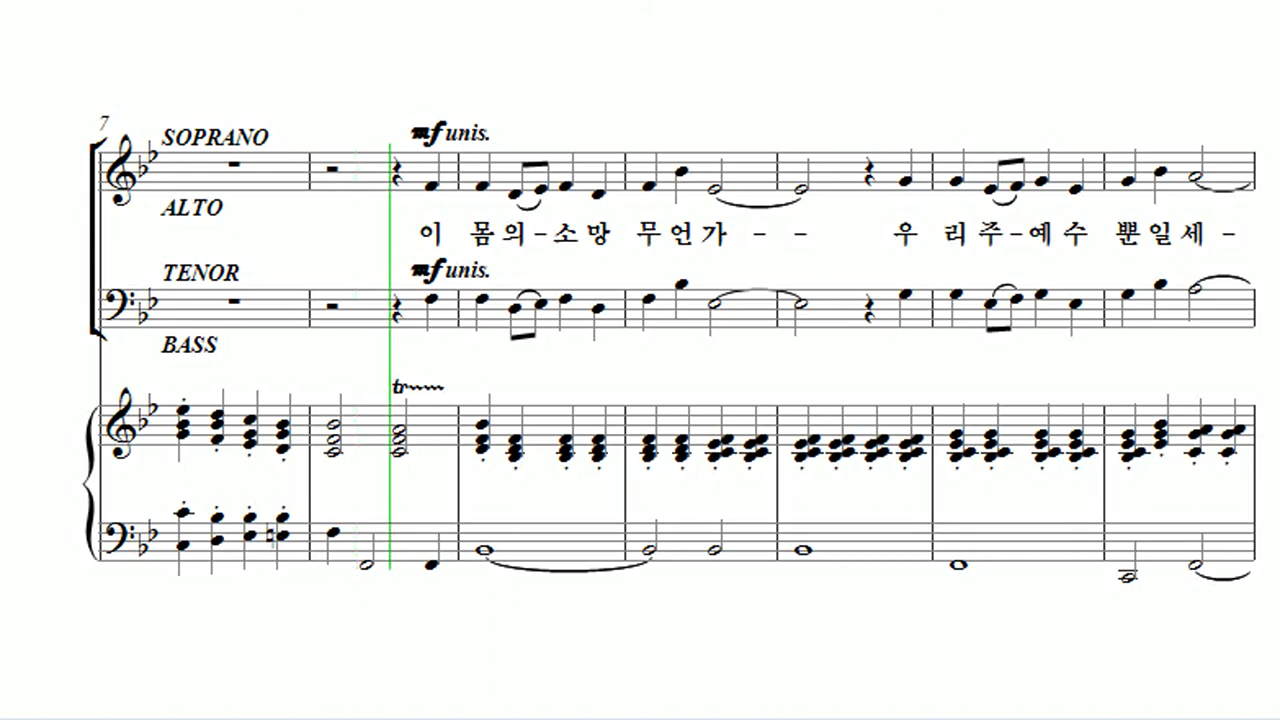 7
SOPRANO
mf unis.
ALTO
이 몸의-소망 무언가 - - 우리주-예수 뿐일세 -
TENOR
mf unis.
BASS
tr